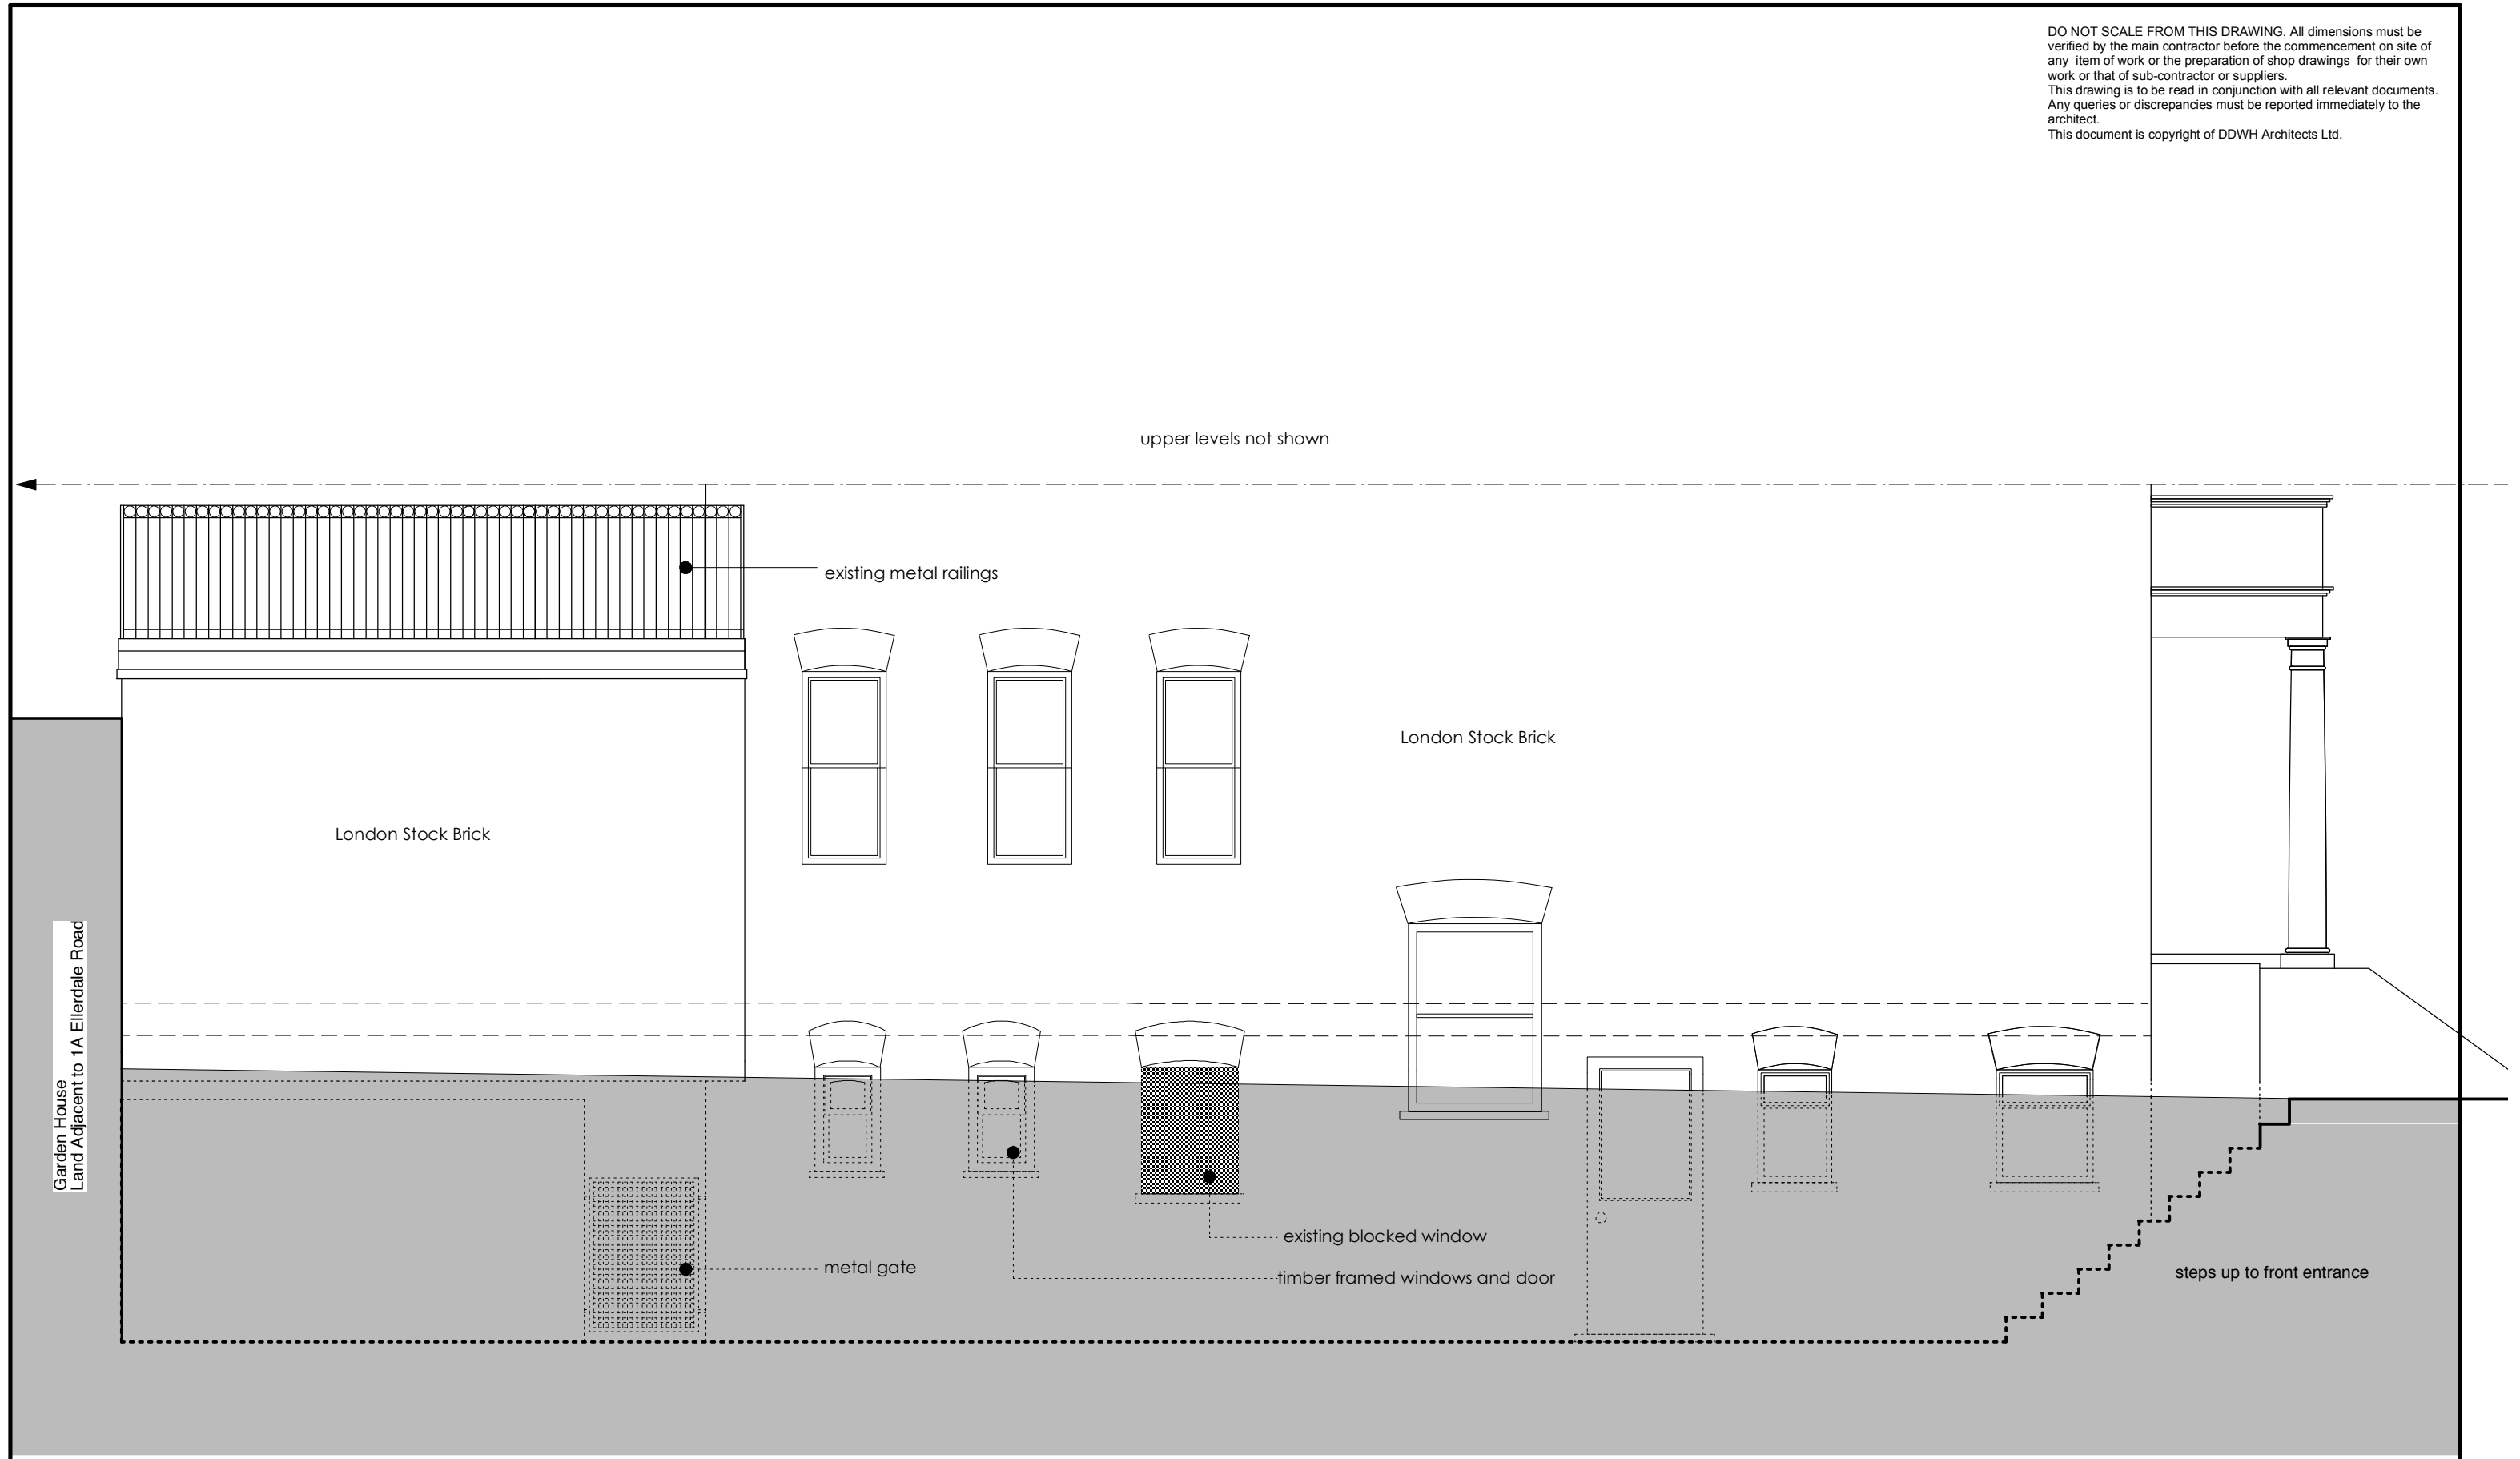 DO NOT SCALE FROM THIS DRAWING. All dimensions must be
verified by the main contractor before the commencement on site of
any item of work or the preparation of shop drawings for their own
work or that of sub-contractor or suppliers.
This drawing is to be read in conjunction with all relevant documents.
Any queries or discrepancies must be reported immediately to the
architect.
This document is copyright of DDWH Architects Ltd.
upper levels not shown
existing metal railings
London Stock Brick
London Stock Brick
Garden House
Land Adjacent to 1A Ellerdale Road
existing blocked window
metal gate
timber framed windows and door
steps up to front entrance